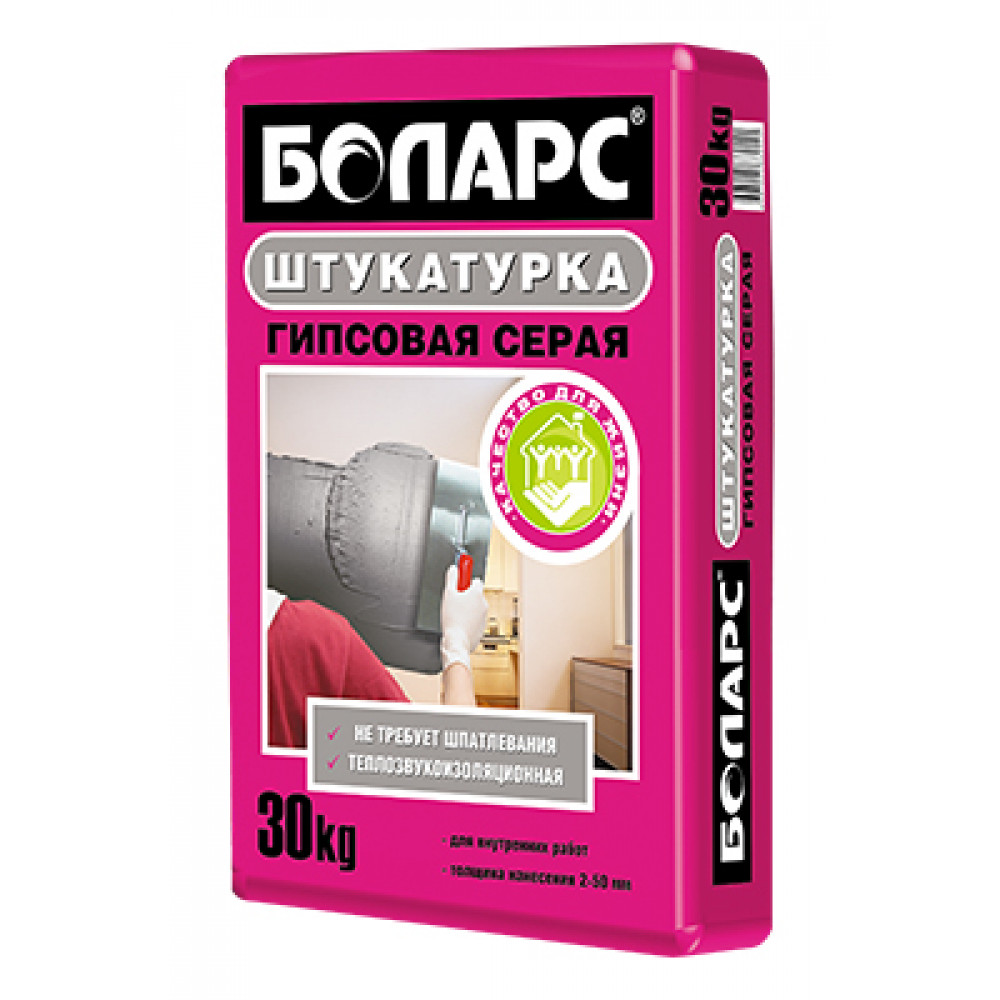 БОЛАРС®
ШТУКАТУРКА
ГИПСОВАЯ СЕРАЯ
КАЧЕСТВО ДЛЯ ЖИЗНИ
✓ НЕ ТРЕБУЕТ ШПАТЛЕВАНИЯ
✓ ТЕПЛОЗВУКОИЗОЛЯЦИОННАЯ
30kg
- для внутренних работ
- толщина нанесения 2-50 мм
30kg
ШТУКАТУРКА
ГИПСОВАЯ СЕРАЯ
БОЛАРС®